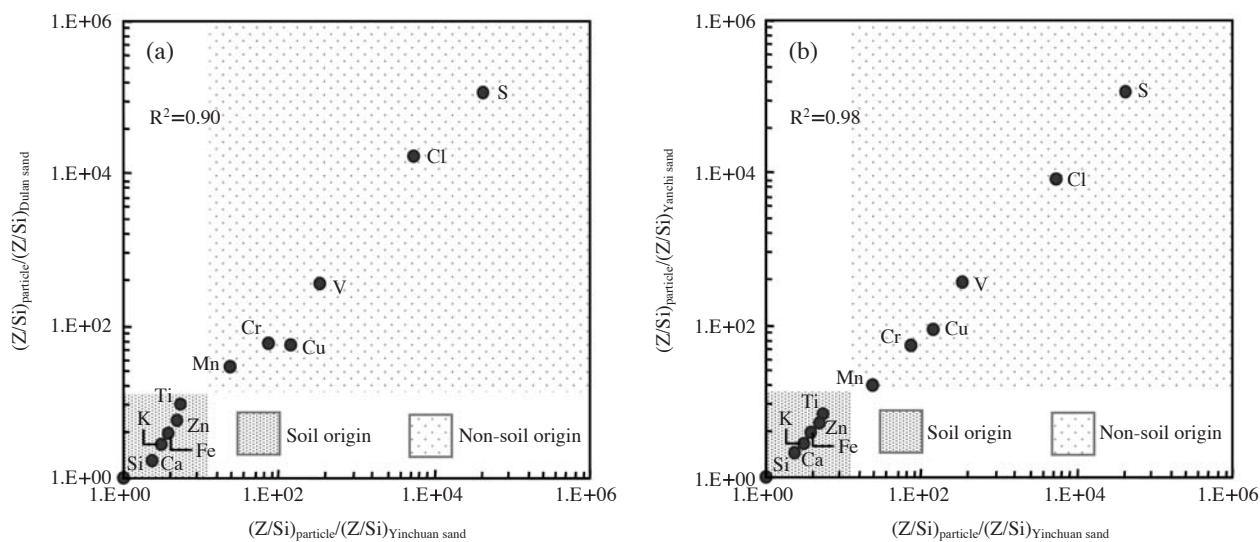 (a)
R²=0.90
1.E+06
1.E+04
1.E+02
1.E+00
(Z/Si)particle/(Z/Si)Dulan sand
S
Cl
V
Cr
Cu
Mn
Ti
K
Zn
Fe
Si
Ca
Soil origin
Non-soil origin
1.E+00
1.E+02
1.E+04
1.E+06
(Z/Si)particle/(Z/Si)Yinchuan sand
(b)
R²=0.98
1.E+06
1.E+04
1.E+02
1.E+00
(Z/Si)particle/(Z/Si)Yanchi sand
S
Cl
V
Cu
Cr
Mn
Ti
K
Zn
Fe
Si
Ca
Soil origin
Non-soil origin
1.E+00
1.E+02
1.E+04
1.E+06
(Z/Si)particle/(Z/Si)Yinchuan sand